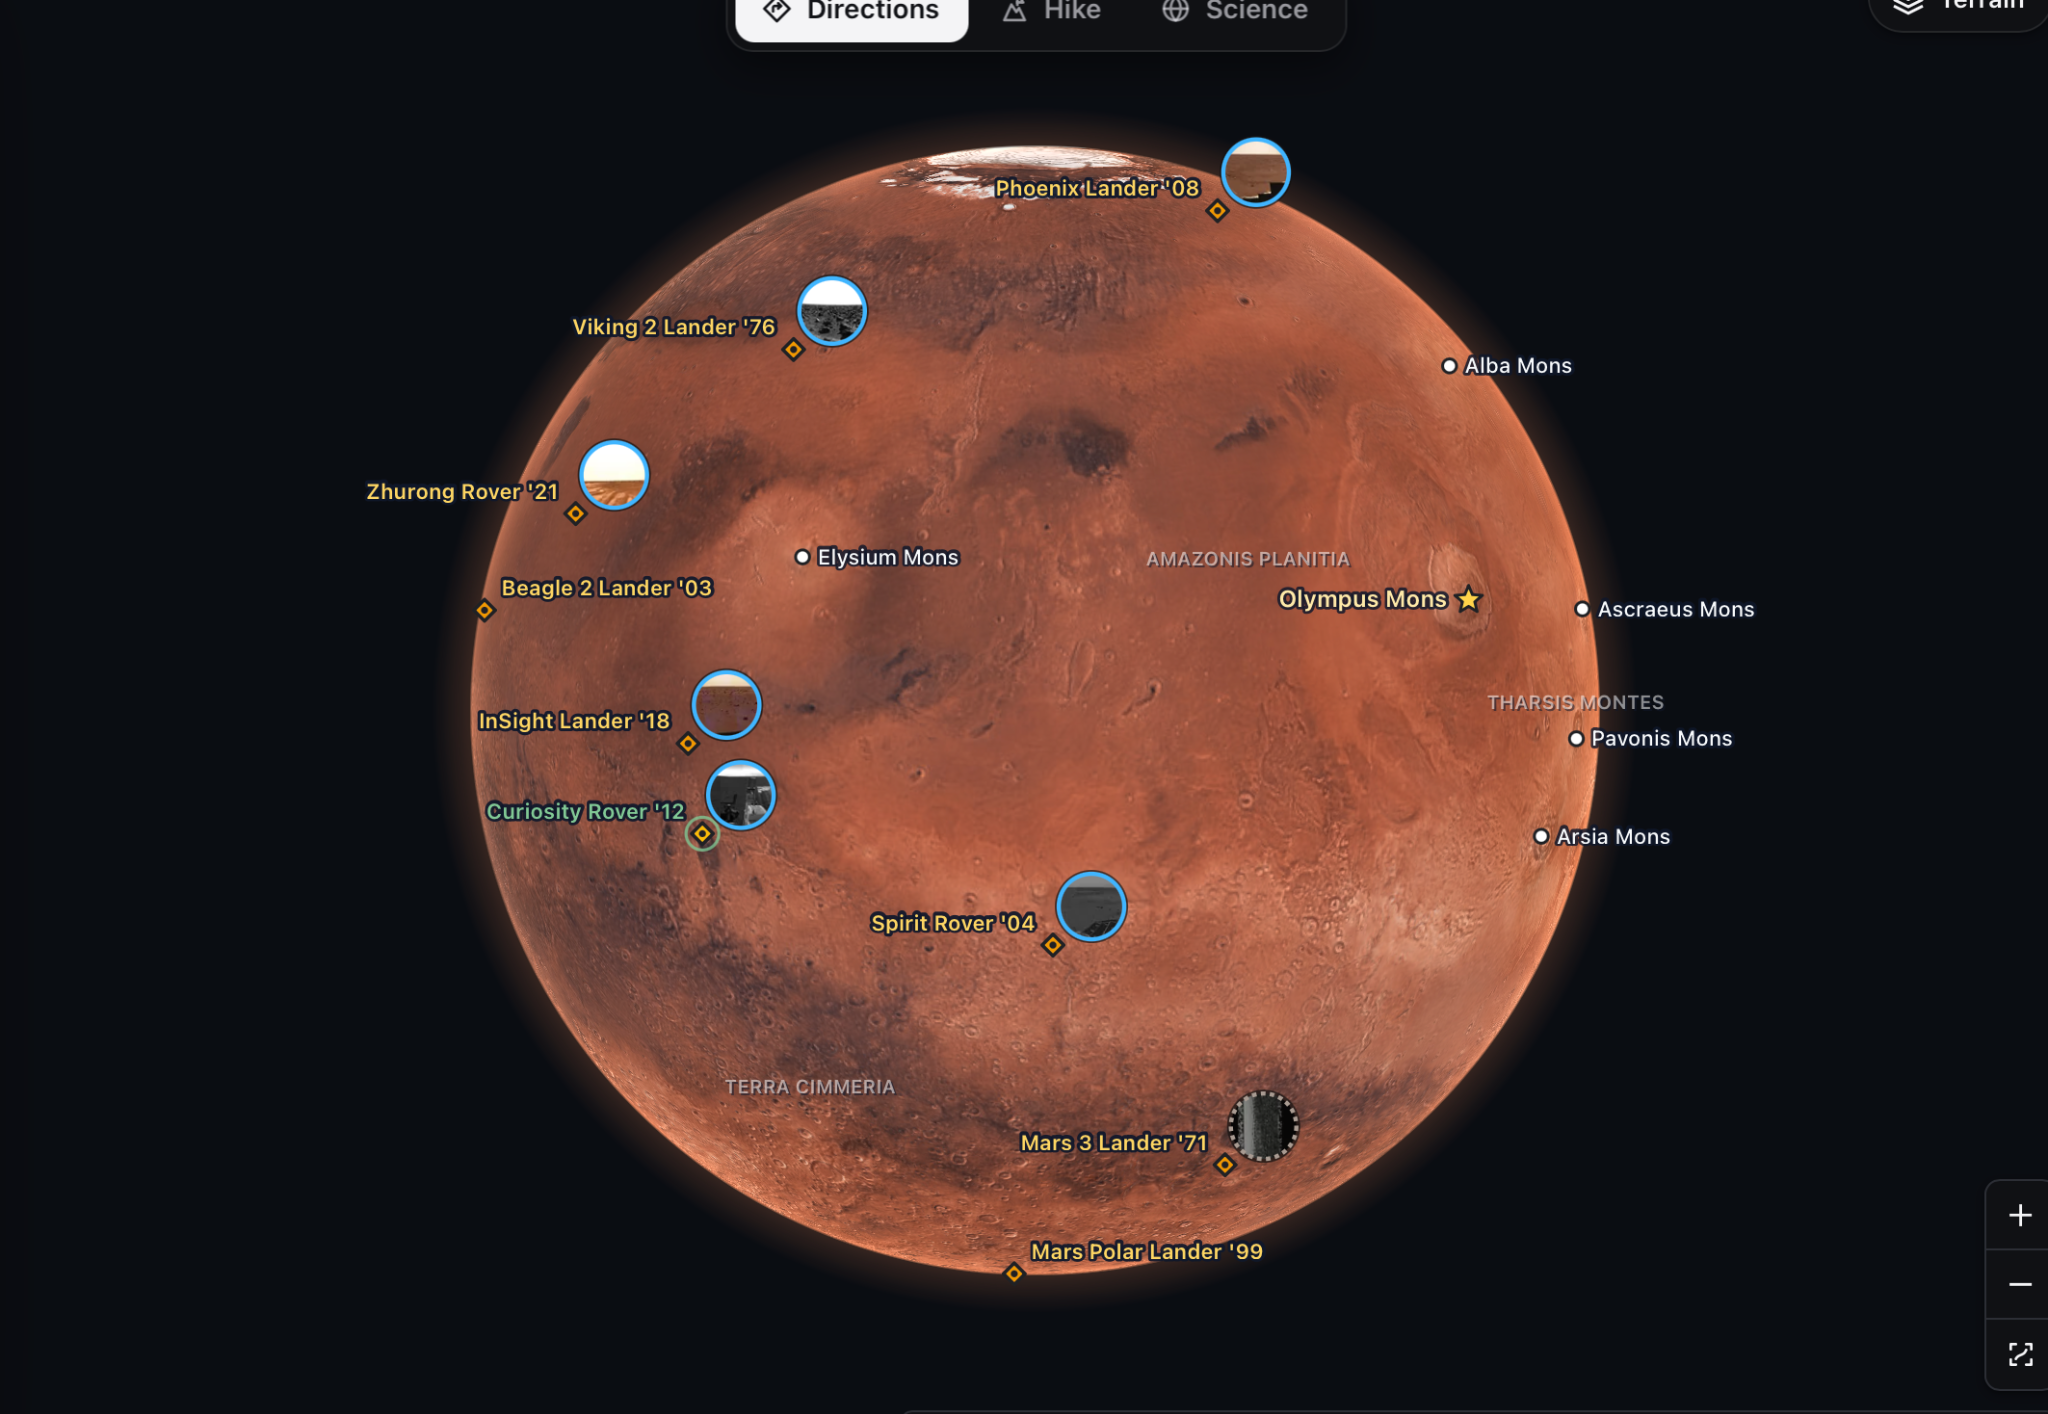 Directions
Hike
Science
Terrain
Phoenix Lander '08
Viking 2 Lander '76
Alba Mons
Zhurong Rover '21
Elysium Mons
AMAZONIS PLANITIA
Beagle 2 Lander '03
Olympus Mons
Ascraeus Mons
THARSIS MONTES
InSight Lander '18
Pavonis Mons
Curiosity Rover '12
Arsia Mons
Spirit Rover '04
TERRA CIMMERIA
Mars 3 Lander '71
Mars Polar Lander '99